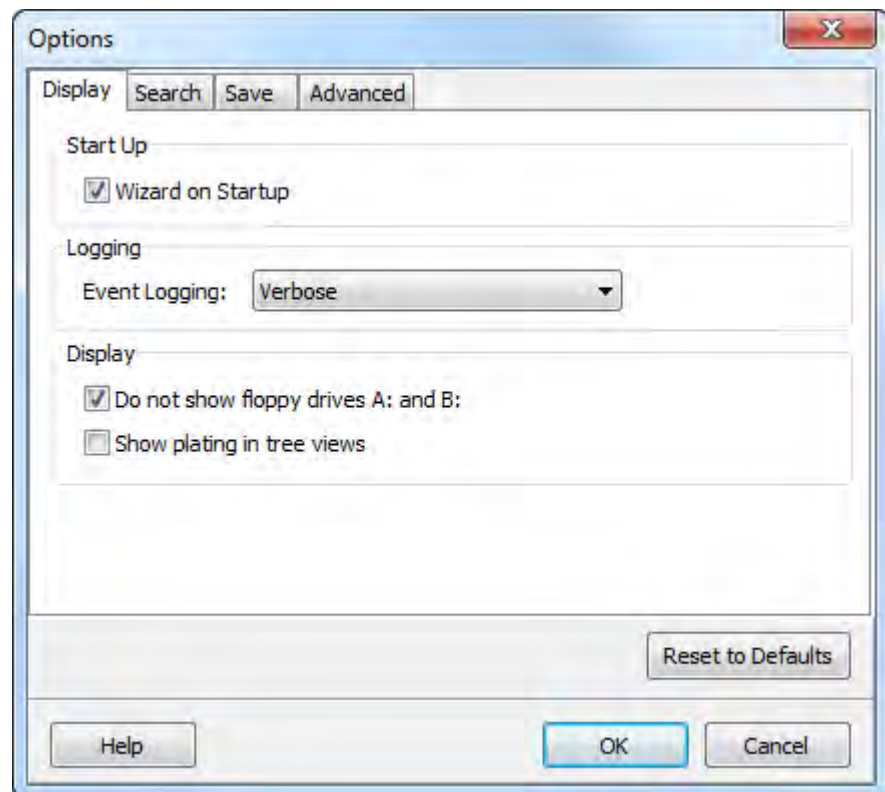 Options
Display Search Save Advanced
Start Up
Wizard on Startup
Logging
Event Logging: Verbose
Display
Do not show floppy drives A: and B:
Show plating in tree views
Reset to Defaults
Help OK Cancel